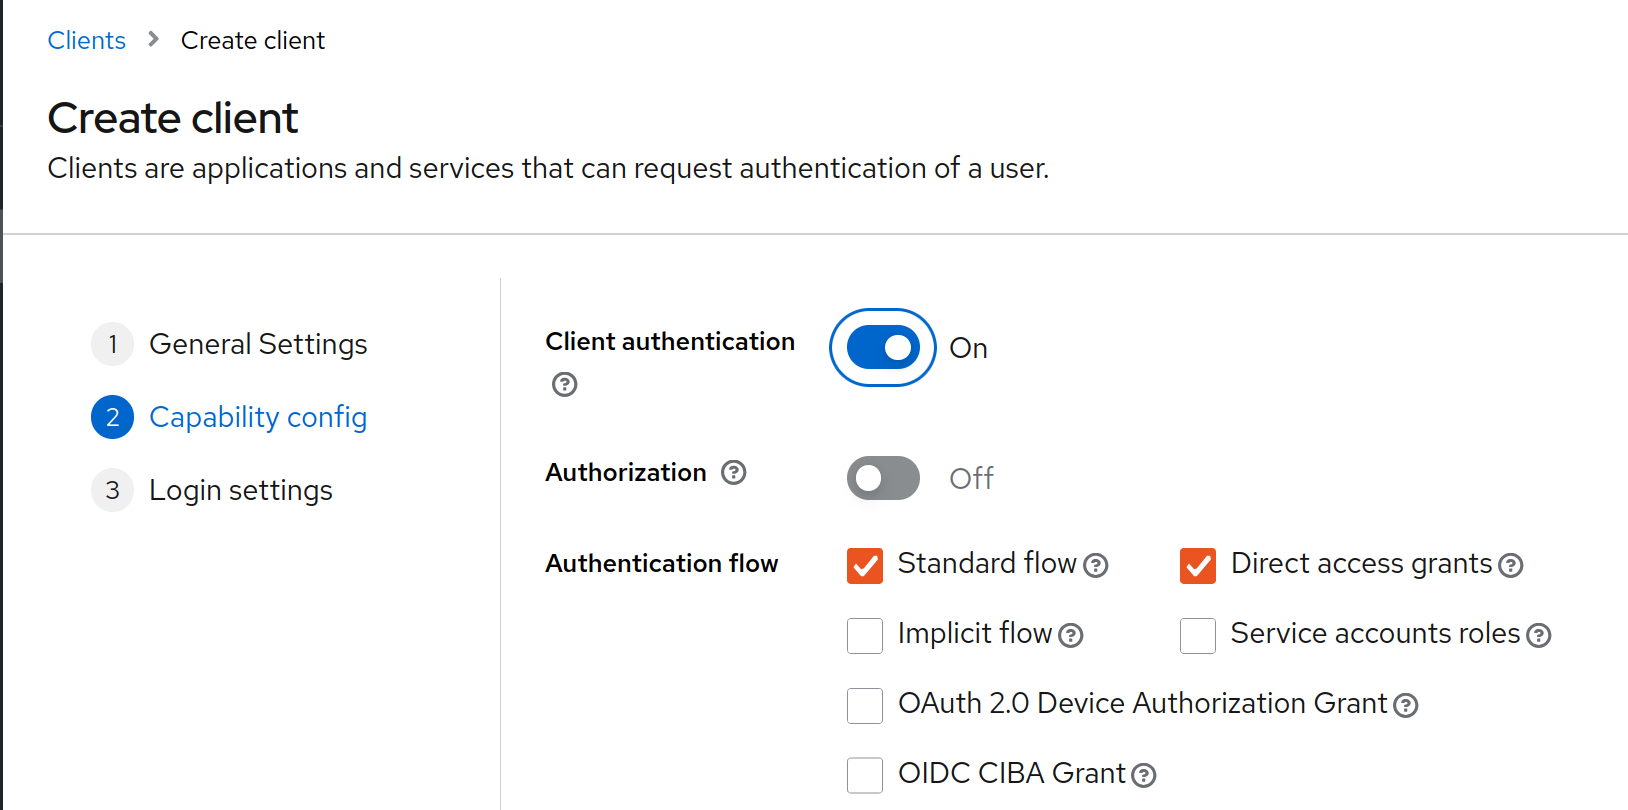 Clients > Create client
Create client
Clients are applications and services that can request authentication of a user.
1 General Settings
2 Capability config
3 Login settings
Client authentication
On
Authorization
Off
Authentication flow
Standard flow
Direct access grants
Implicit flow
Service accounts roles
OAuth 2.0 Device Authorization Grant
OIDC CIBA Grant